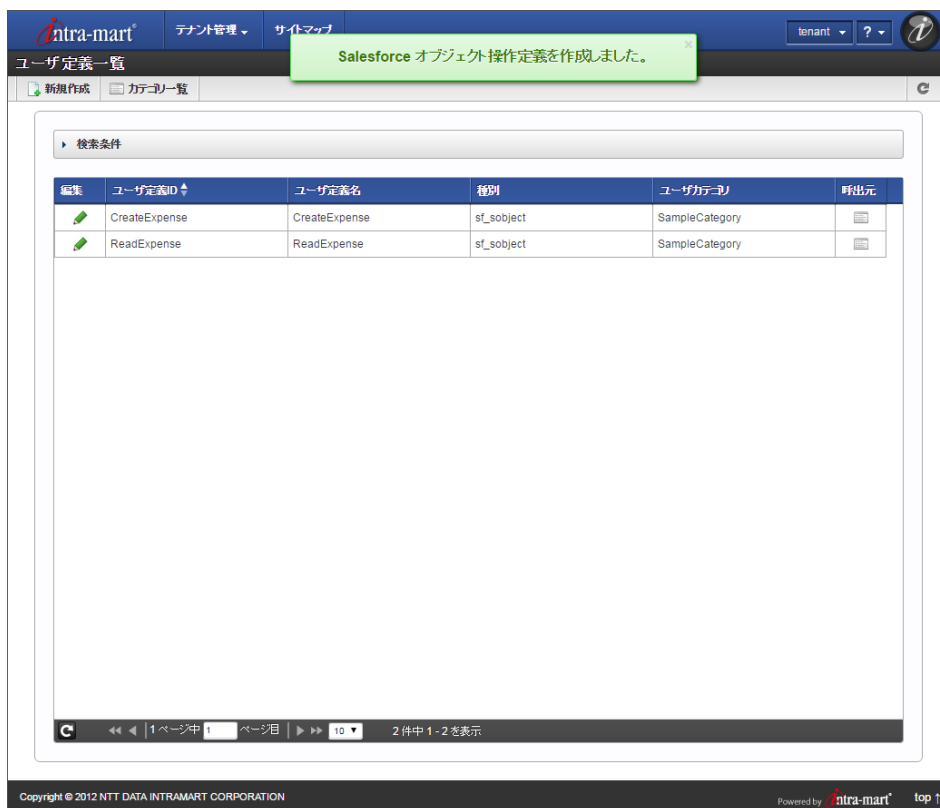 intra-mart テナント管理 サイトマップ tenant ?
Salesforce オブジェクト操作定義を作成しました。 ×
ユーザ定義一覧
新規作成 カテゴリ一覧
検索条件
編集 ユーザ定義ID ユーザ定義名 種別 ユーザカテゴリ 呼出元
CreateExpense CreateExpense sf_sobject SampleCategory
ReadExpense ReadExpense sf_sobject SampleCategory
1 ページ中 1 ページ目 10 2 件中 1 - 2 を表示
Copyright © 2012 NTT DATA INTRAMART CORPORATION Powered by intra-mart top ↑